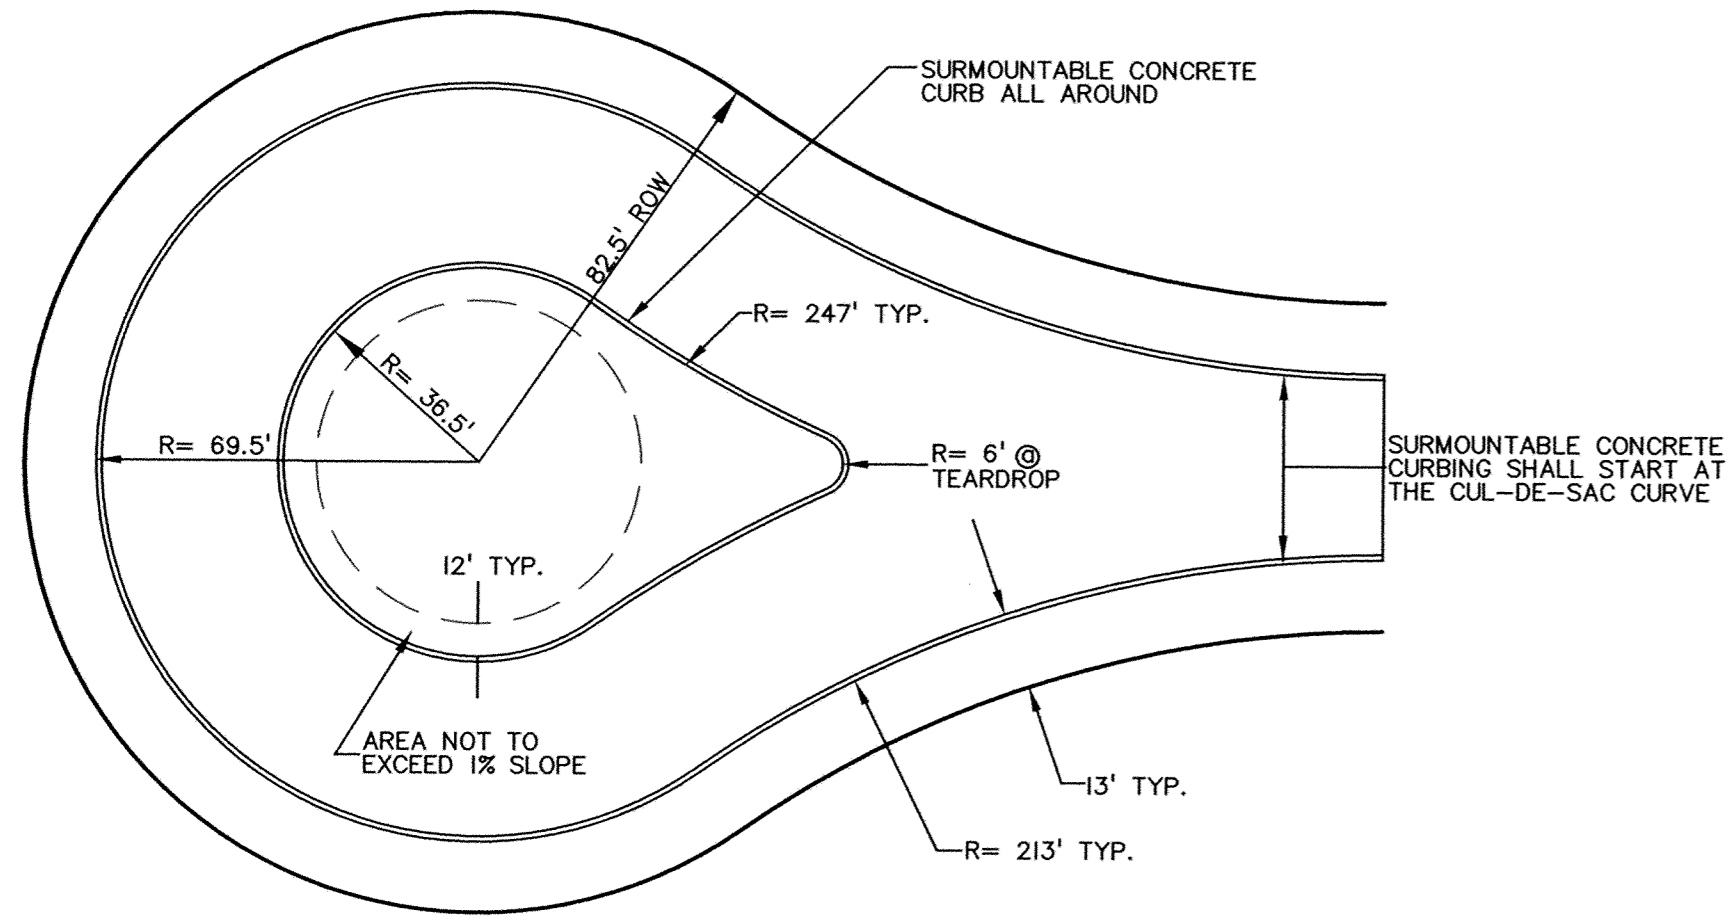 SURMOUNTABLE CONCRETE
CURB ALL AROUND
82.5' ROW
R= 247' TYP.
R= 36.5'
R= 69.5'
R= 6' @
TEARDROP
SURMOUNTABLE CONCRETE
CURBING SHALL START AT
THE CUL-DE-SAC CURVE
12' TYP.
AREA NOT TO
EXCEED 1% SLOPE
13' TYP.
R= 213' TYP.